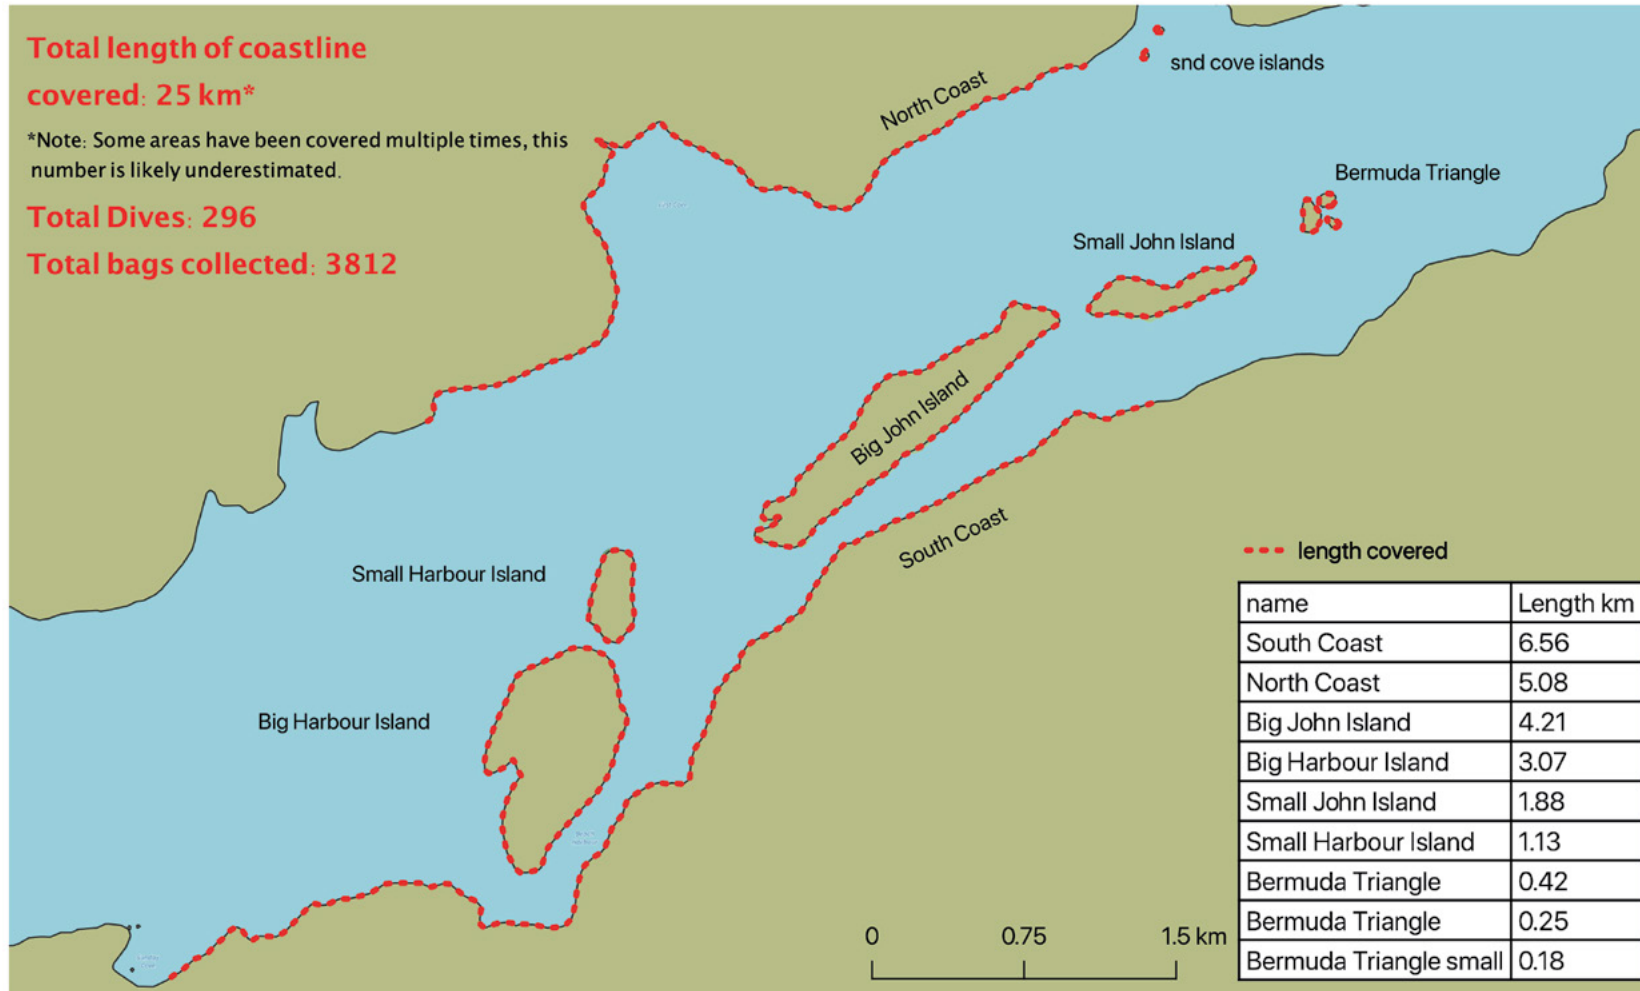 Total length of coastline
covered: 25 km*
*Note: Some areas have been covered multiple times, this
number is likely underestimated.
Total Dives: 296
Total bags collected: 3812
North Coast
snd cove islands
Bermuda Triangle
Small John Island
Big John Island
South Coast
Small Harbour Island
Big Harbour Island
0 0.75 1.5 km
length covered
name Length km
South Coast 6.56
North Coast 5.08
Big John Island 4.21
Big Harbour Island 3.07
Small John Island 1.88
Small Harbour Island 1.13
Bermuda Triangle 0.42
Bermuda Triangle 0.25
Bermuda Triangle small 0.18